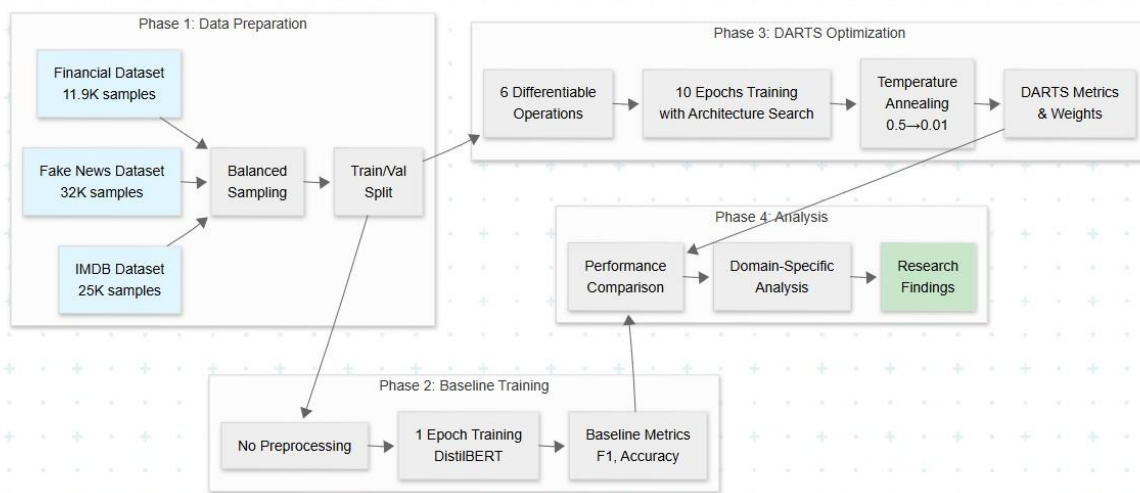 Phase 1: Data Preparation
Financial Dataset
11.9K samples
Fake News Dataset
32K samples
IMDB Dataset
25K samples
Balanced
Sampling
Train/Val
Split
Phase 3: DARTS Optimization
6 Differentiable
Operations
10 Epochs Training
with Architecture Search
Temperature
Annealing
0.5→0.01
DARTS Metrics
& Weights
Phase 4: Analysis
Performance
Comparison
Domain-Specific
Analysis
Research
Findings
Phase 2: Baseline Training
No Preprocessing
1 Epoch Training
DistilBERT
Baseline Metrics
F1, Accuracy